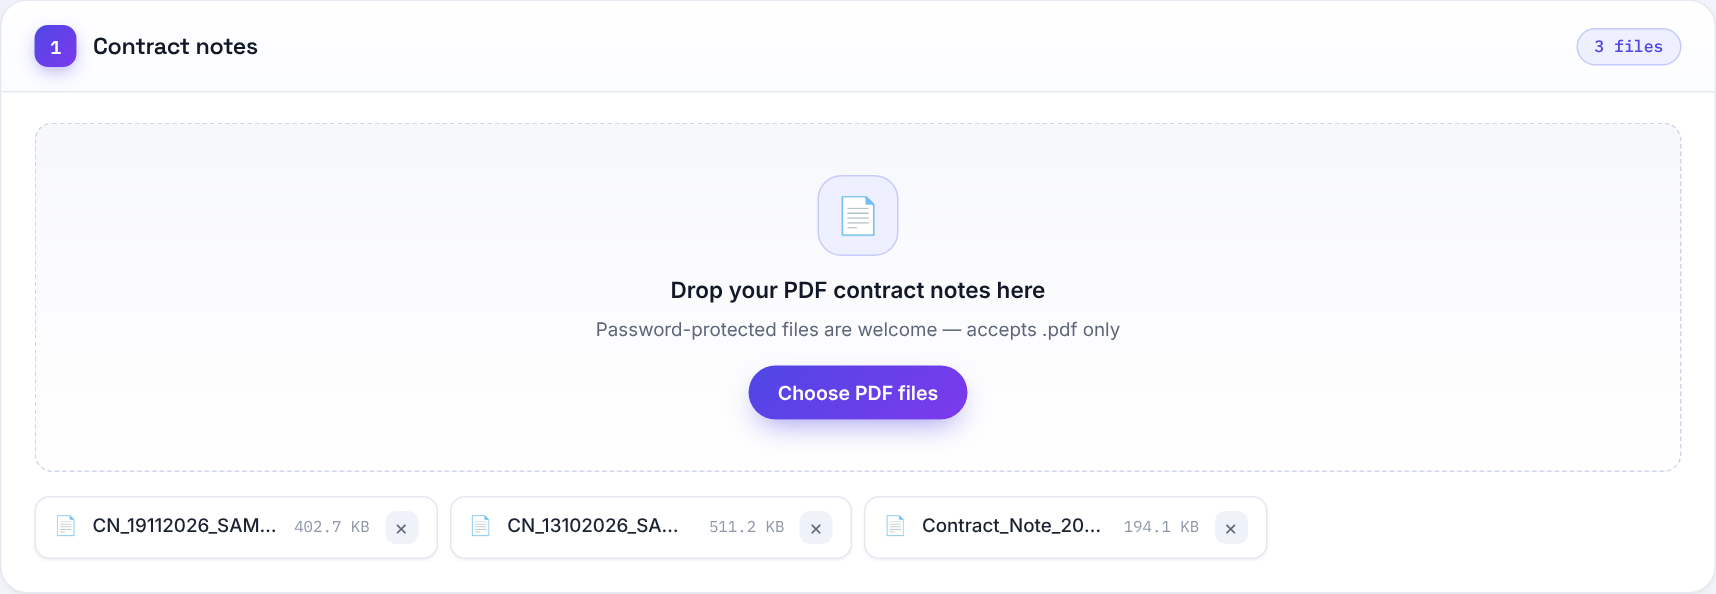 1 Contract notes 3 files
Drop your PDF contract notes here
Password-protected files are welcome — accepts .pdf only
Choose PDF files
CN_19112026_SAM... 402.7 KB × CN_13102026_SA... 511.2 KB × Contract_Note_20... 194.1 KB ×